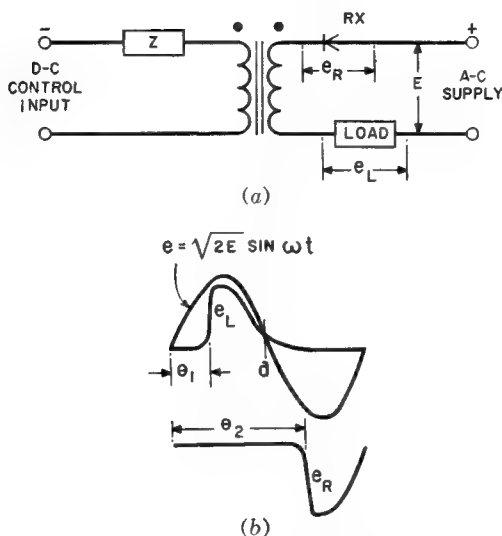 − RX +
Z
D-C
CONTROL
INPUT
e_R
E
A-C
SUPPLY
LOAD
e_L
(a)
e = √2E SIN ωt
e_L
θ_1
a
θ_2
e_R
(b)